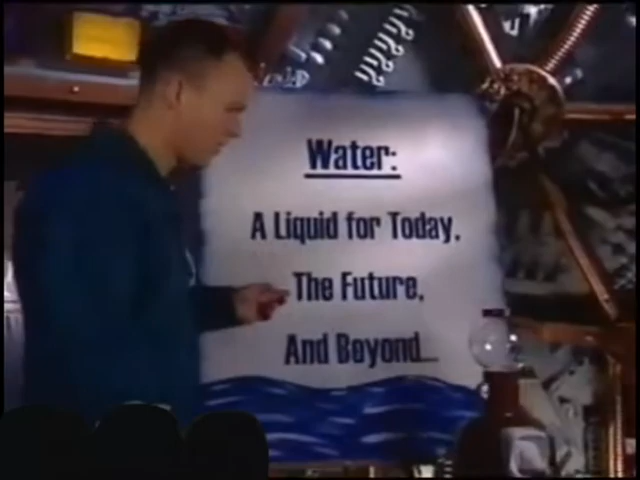 Water:
A Liquid for Today,
The Future,
And Beyond...